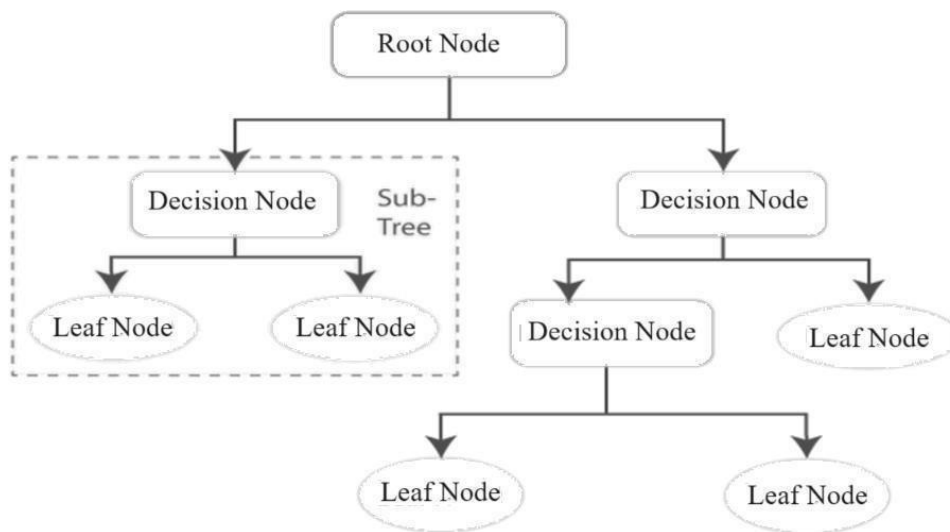 Root Node
Decision Node
Sub-
Tree
Decision Node
Leaf Node
Leaf Node
Decision Node
Leaf Node
Leaf Node
Leaf Node